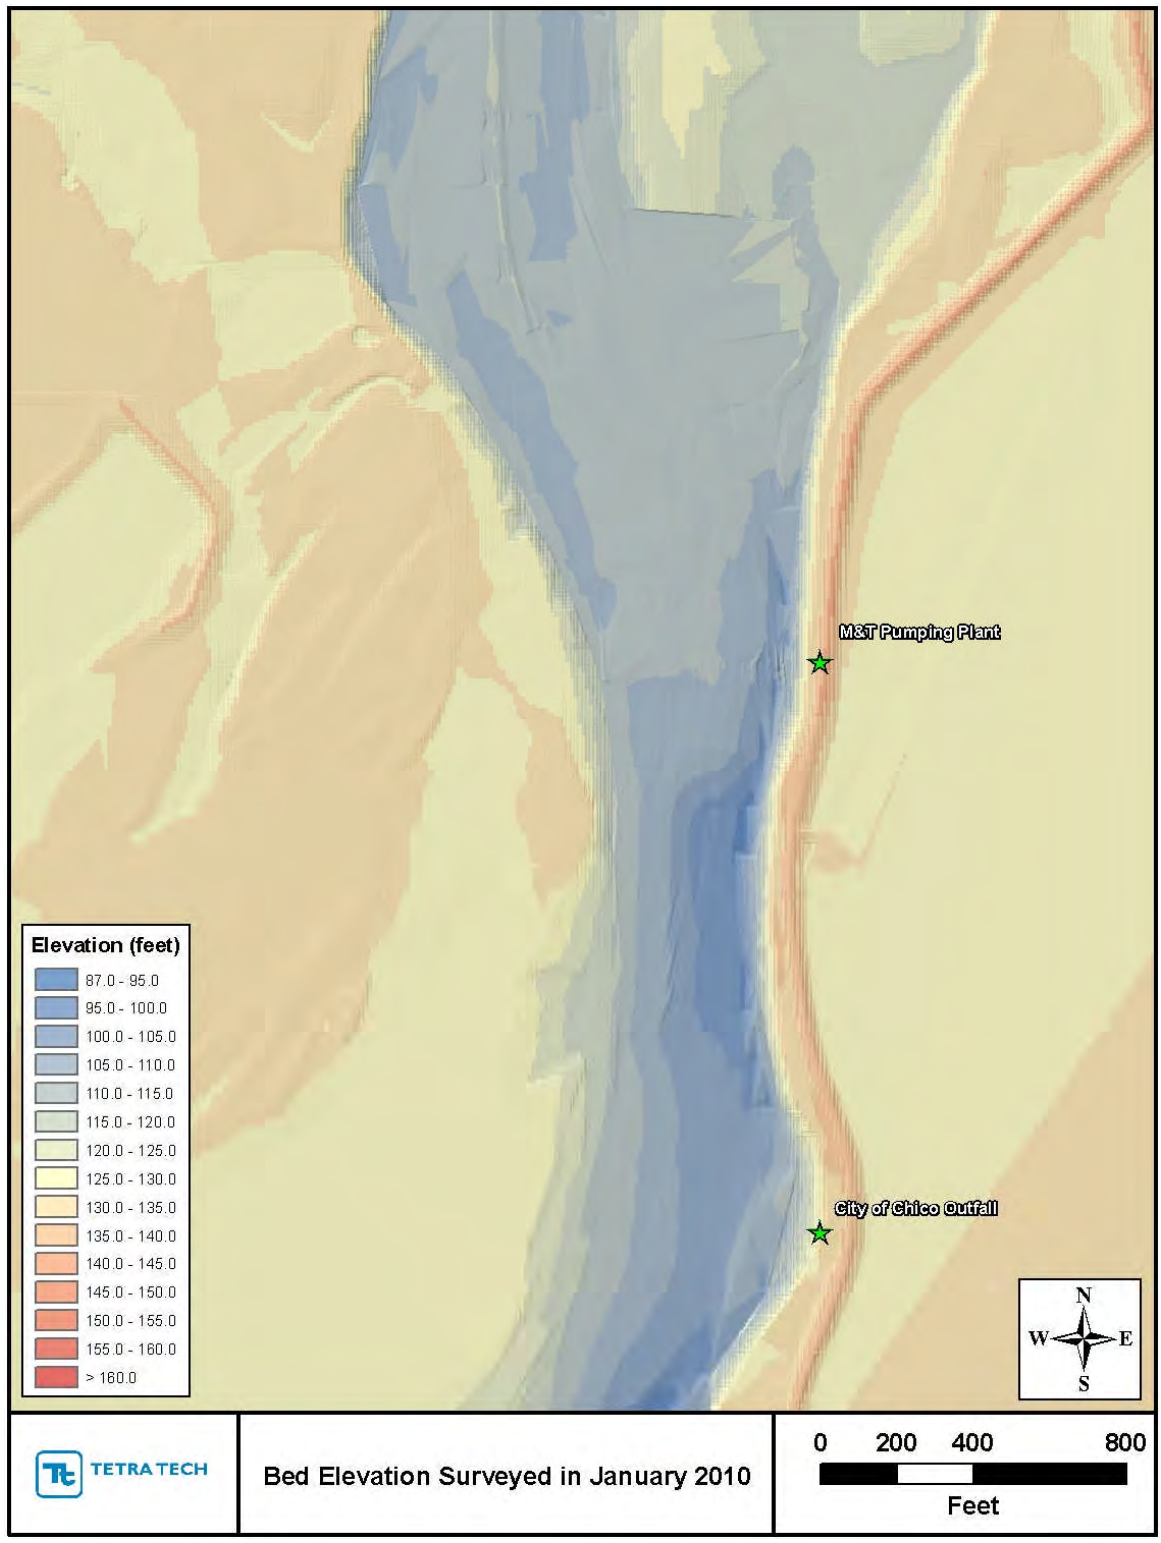 M&T Pumping Plant
City of Chico Outfall
Elevation (feet)
87.0 - 95.0
95.0 - 100.0
100.0 - 105.0
105.0 - 110.0
110.0 - 115.0
115.0 - 120.0
120.0 - 125.0
125.0 - 130.0
130.0 - 135.0
135.0 - 140.0
140.0 - 145.0
145.0 - 150.0
150.0 - 155.0
155.0 - 160.0
> 160.0
N
W E
S
Tt TETRA TECH
Bed Elevation Surveyed in January 2010
0 200 400 800
Feet